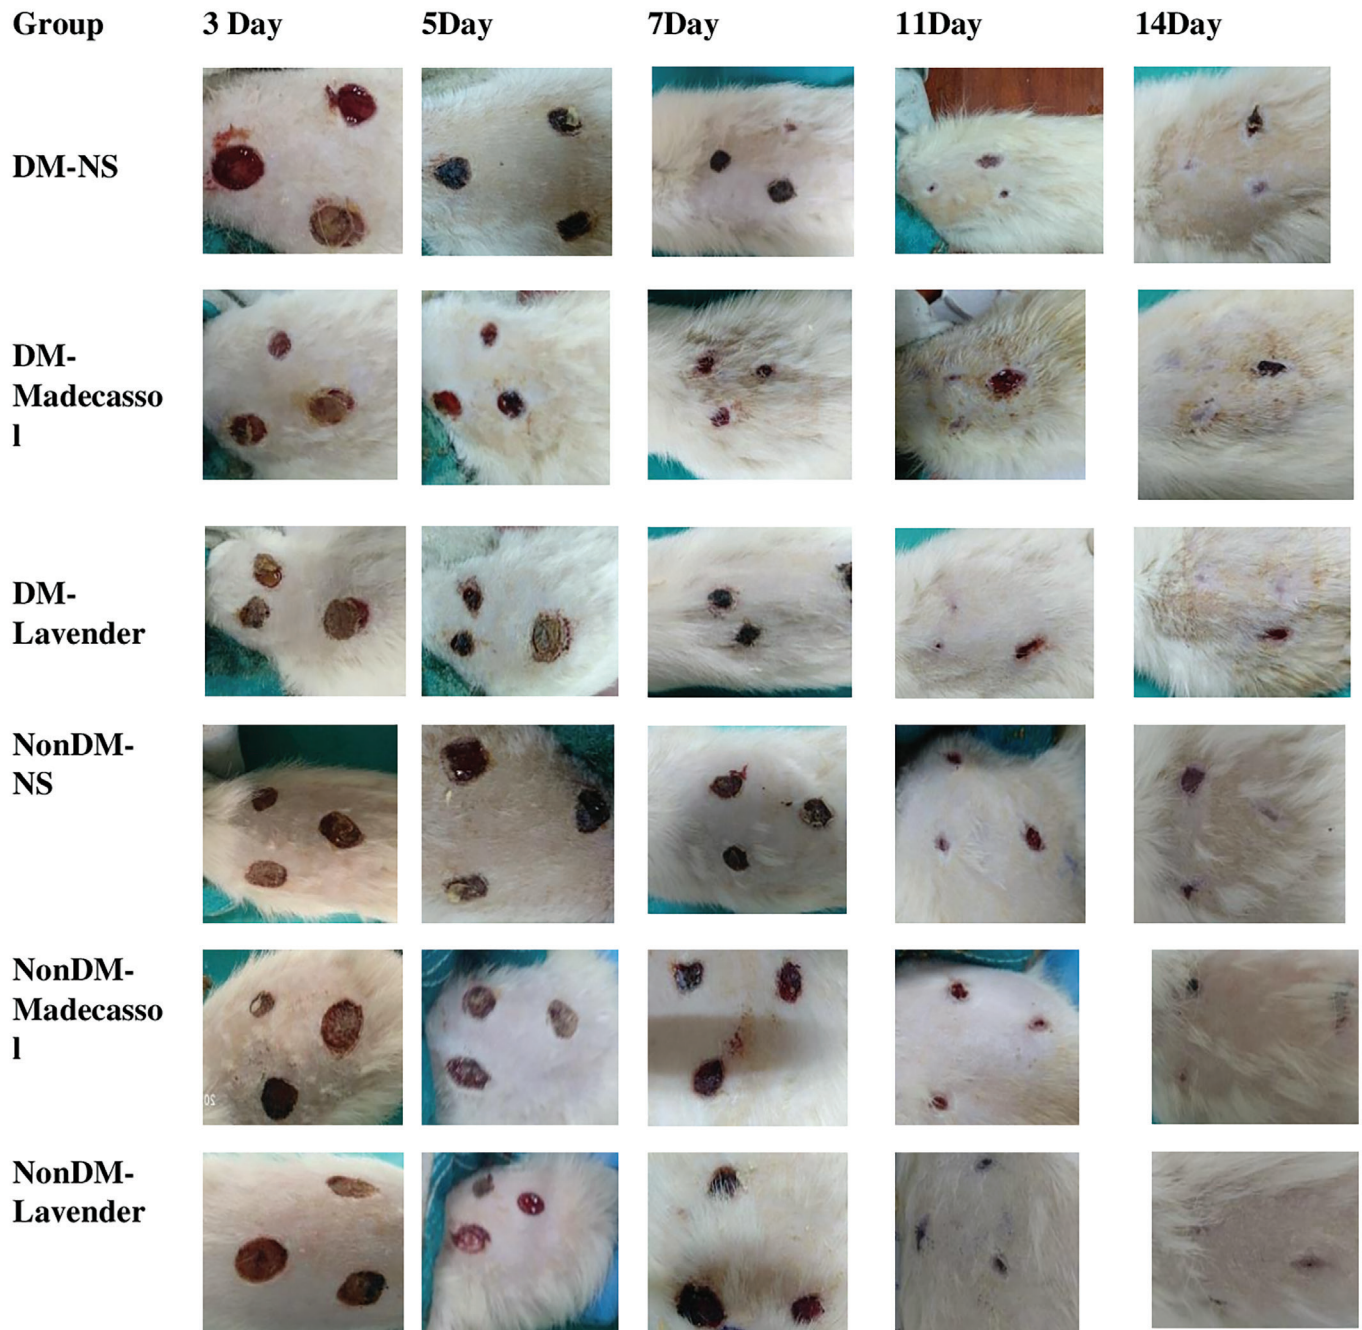 Group 3 Day 5Day 7Day 11Day 14Day
DM-NS
DM-
Madecasso
l
DM-
Lavender
NonDM-
NS
NonDM-
Madecasso
l
20
NonDM-
Lavender